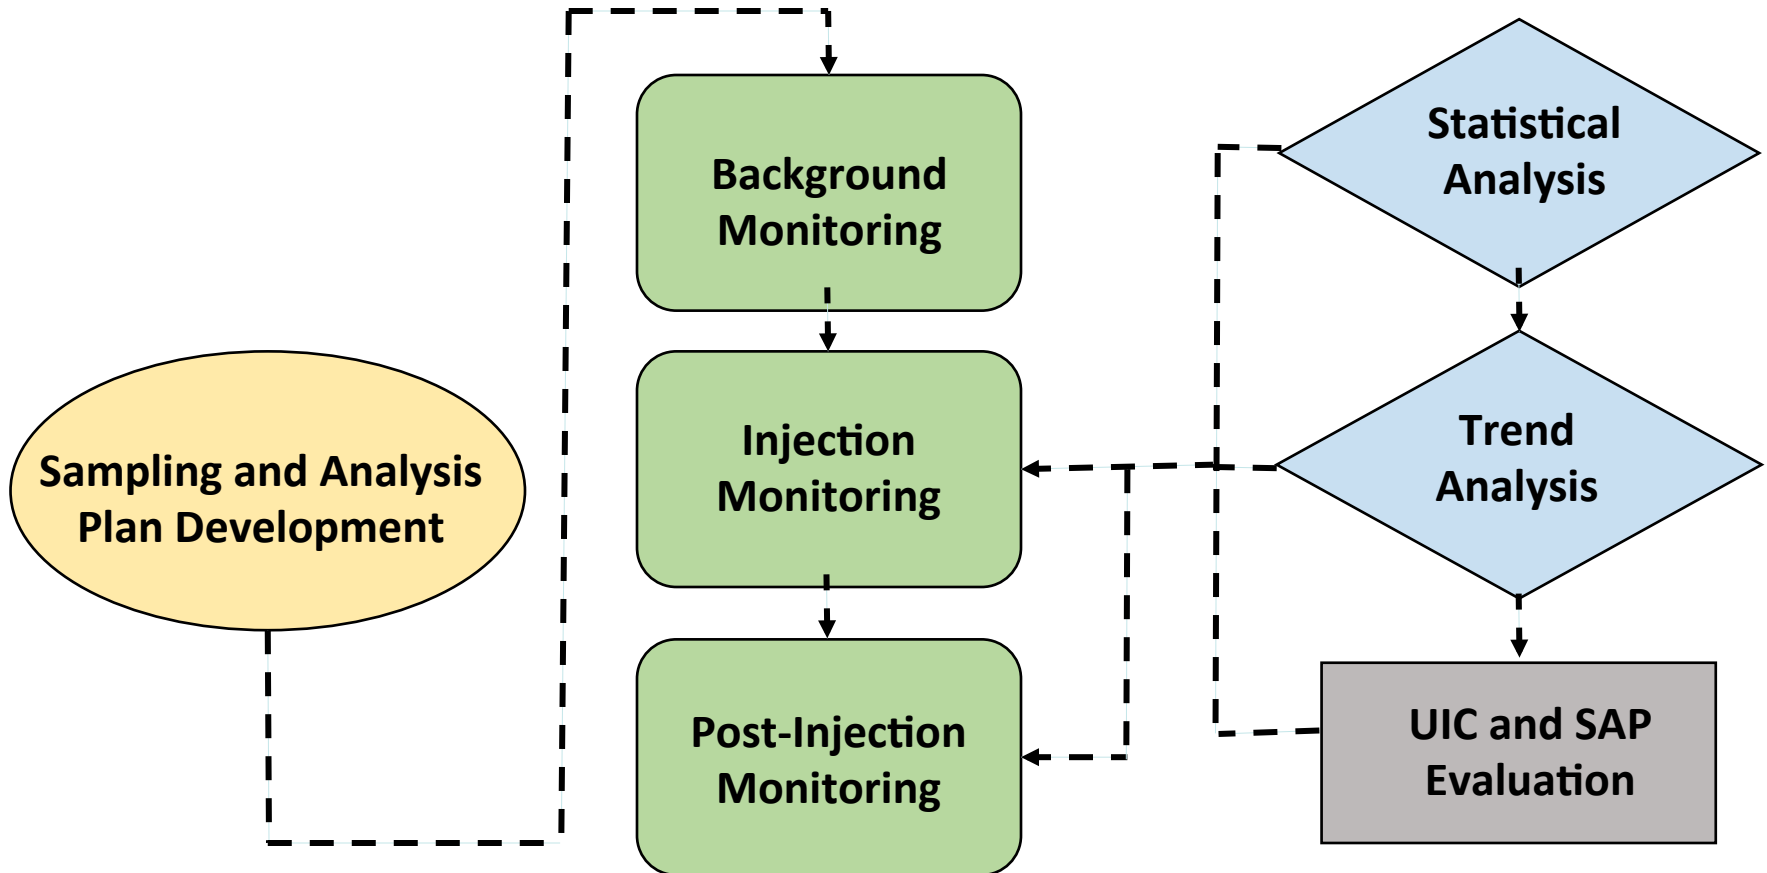 Sampling and Analysis
Plan Development
Background
Monitoring
Injection
Monitoring
Post-Injection
Monitoring
Statistical
Analysis
Trend
Analysis
UIC and SAP
Evaluation